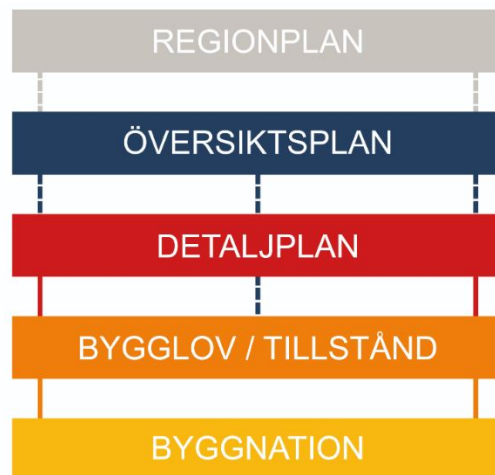 REGIONPLAN
ÖVERSIKTSPLAN
DETALJPLAN
BYGGLOV / TILLSTÅND
BYGGNATION